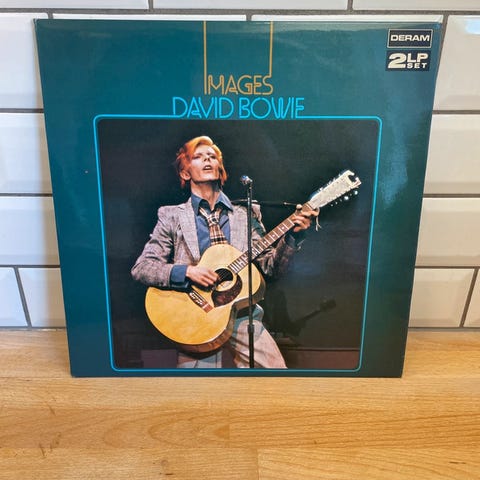 IMAGES
DAVID BOWIE
DERAM
2LP
SET